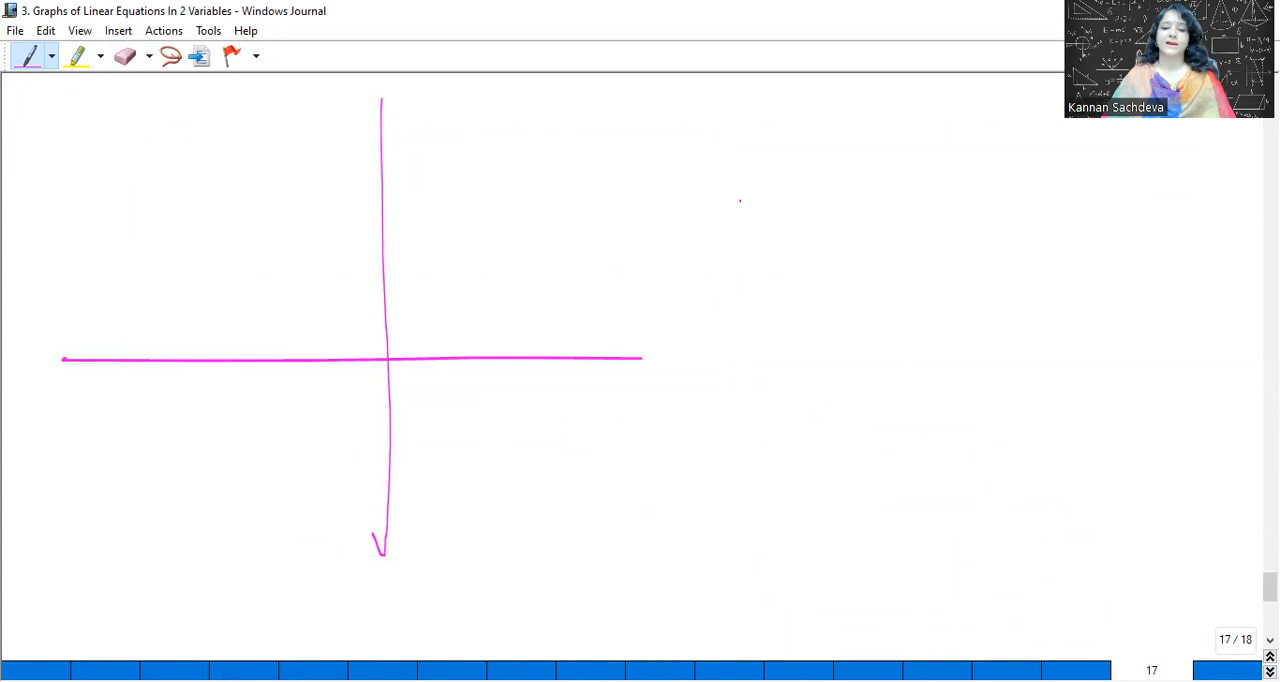 3. Graphs of Linear Equations In 2 Variables - Windows Journal
File Edit View Insert Actions Tools Help
Kannan Sachdeva
17 / 18
17